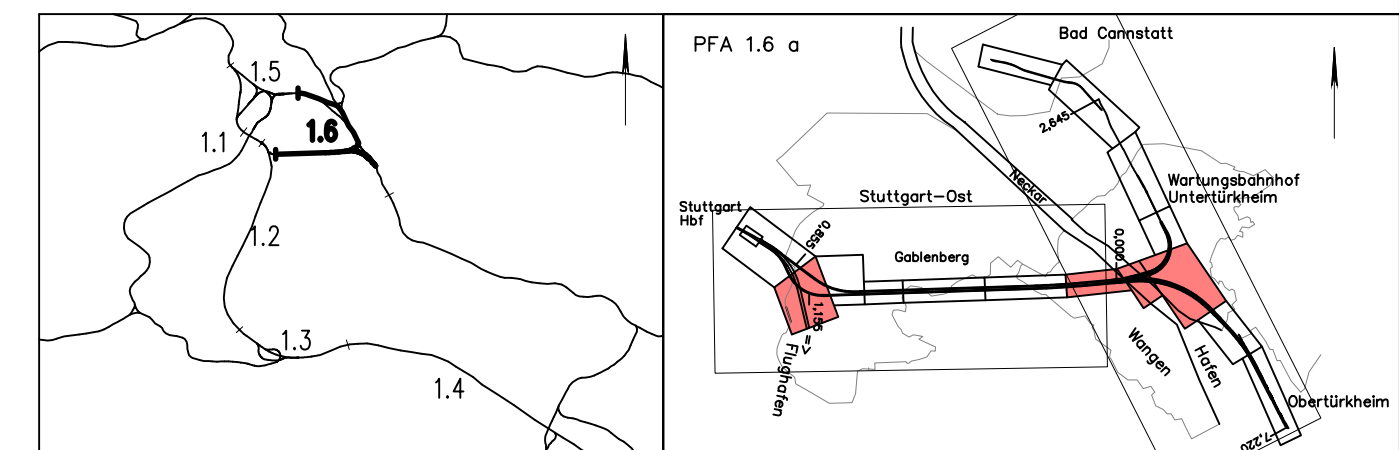 1.5
1.6
1.1
1.2
1.3
1.4
PFA 1.6 a
Bad Cannstatt
2,645
Neckar
Wartungsbahnhof
Untertürkheim
Stuttgart-Ost
Stuttgart
Hbf
0,855
0,000
Gablenberg
1,155 =>
Flughafen
Wangen
Hafen
Obertürkheim
-7,220